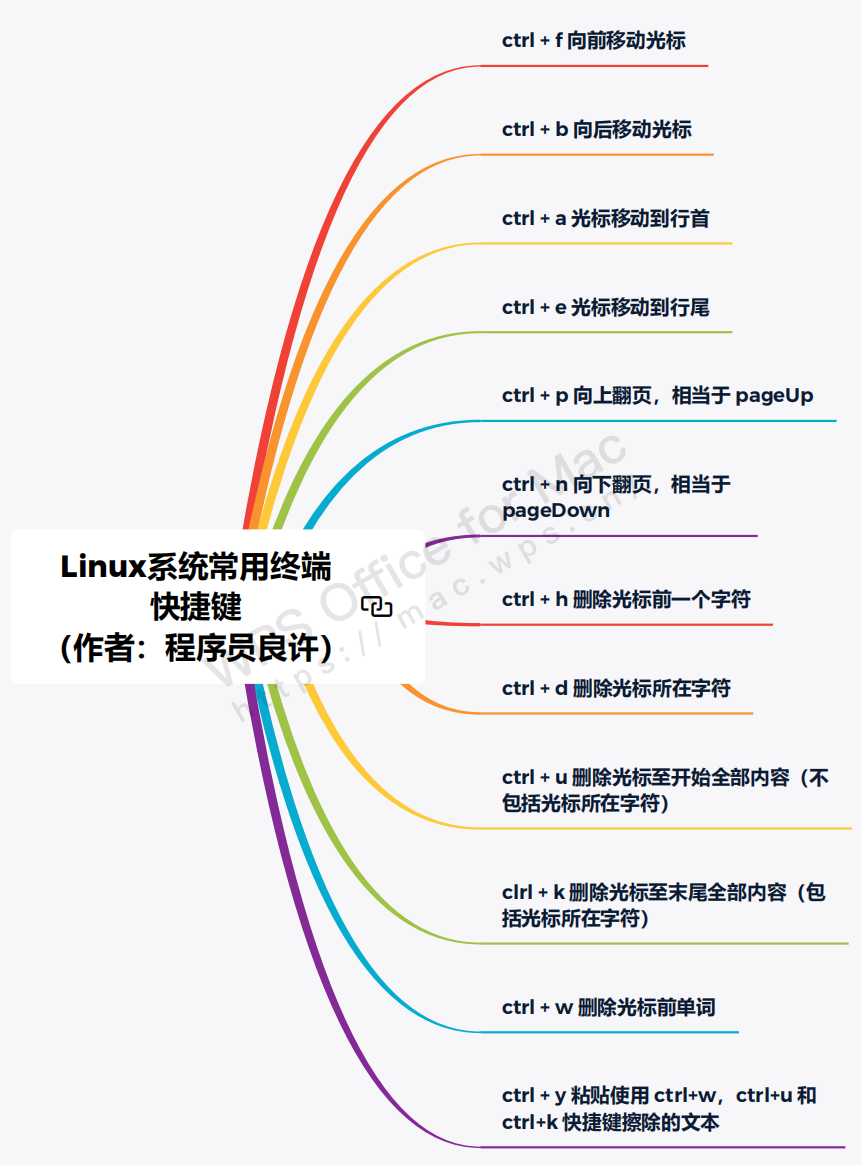 ctrl + f 向前移动光标
ctrl + b 向后移动光标
ctrl + a 光标移动到行首
ctrl + e 光标移动到行尾
ctrl + p 向上翻页，相当于 pageUp
ctrl + n 向下翻页，相当于
pageDown
Linux系统常用终端
快捷键
（作者：程序员良许）
ctrl + h 删除光标前一个字符
ctrl + d 删除光标所在字符
ctrl + u 删除光标至开始全部内容（不
包括光标所在字符）
clrl + k 删除光标至末尾全部内容（包
括光标所在字符）
ctrl + w 删除光标前单词
ctrl + y 粘贴使用 ctrl+w，ctrl+u 和
ctrl+k 快捷键擦除的文本
WPS Office for Mac
https://mac.wps.cn/